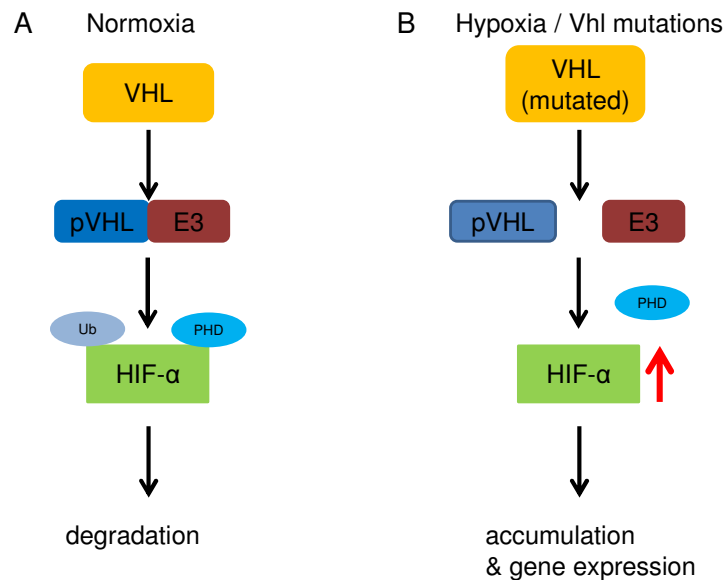 A
Normoxia
VHL
pVHL
E3
Ub
PHD
HIF-α
degradation
B
Hypoxia / Vhl mutations
VHL
(mutated)
pVHL
E3
PHD
HIF-α
accumulation
& gene expression